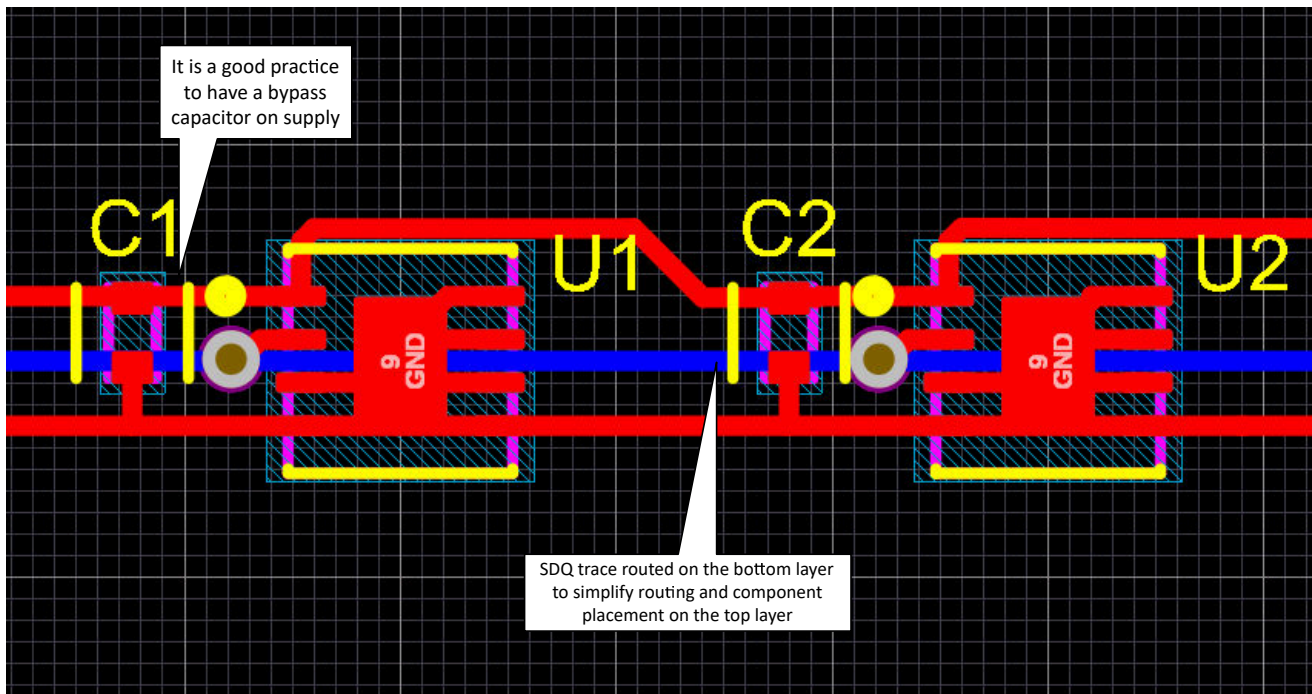 It is a good practice
to have a bypass
capacitor on supply
C1
U1
C2
U2
9
GND
9
GND
SDQ trace routed on the bottom layer
to simplify routing and component
placement on the top layer